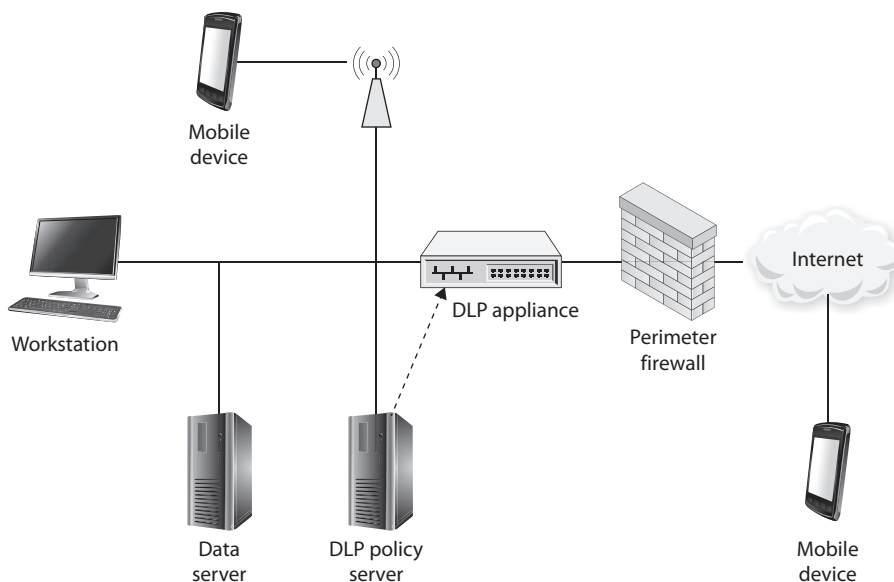 Mobile
device
Workstation
DLP appliance
Perimeter
firewall
Internet
Data
server
DLP policy
server
Mobile
device